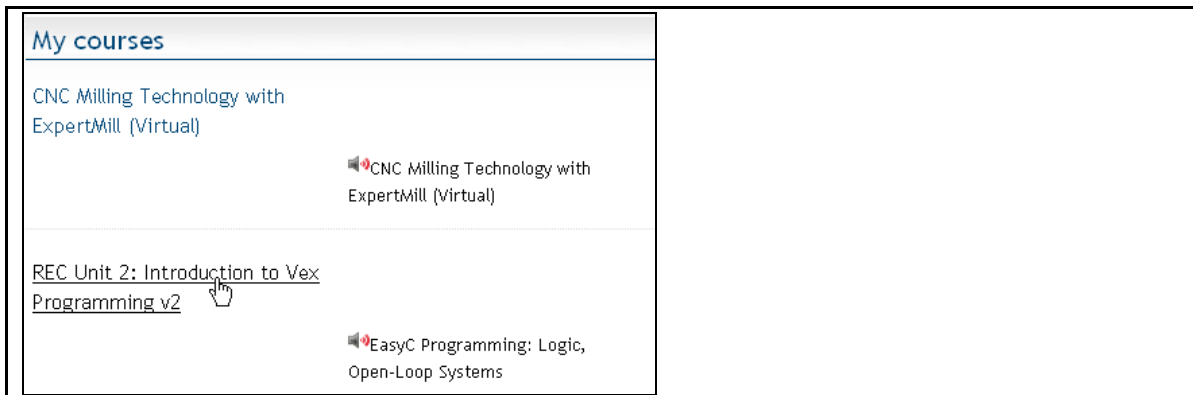 My courses
CNC Milling Technology with
ExpertMill (Virtual)
CNC Milling Technology with
ExpertMill (Virtual)
REC Unit 2: Introduction to Vex
Programming v2
EasyC Programming: Logic,
Open-Loop Systems